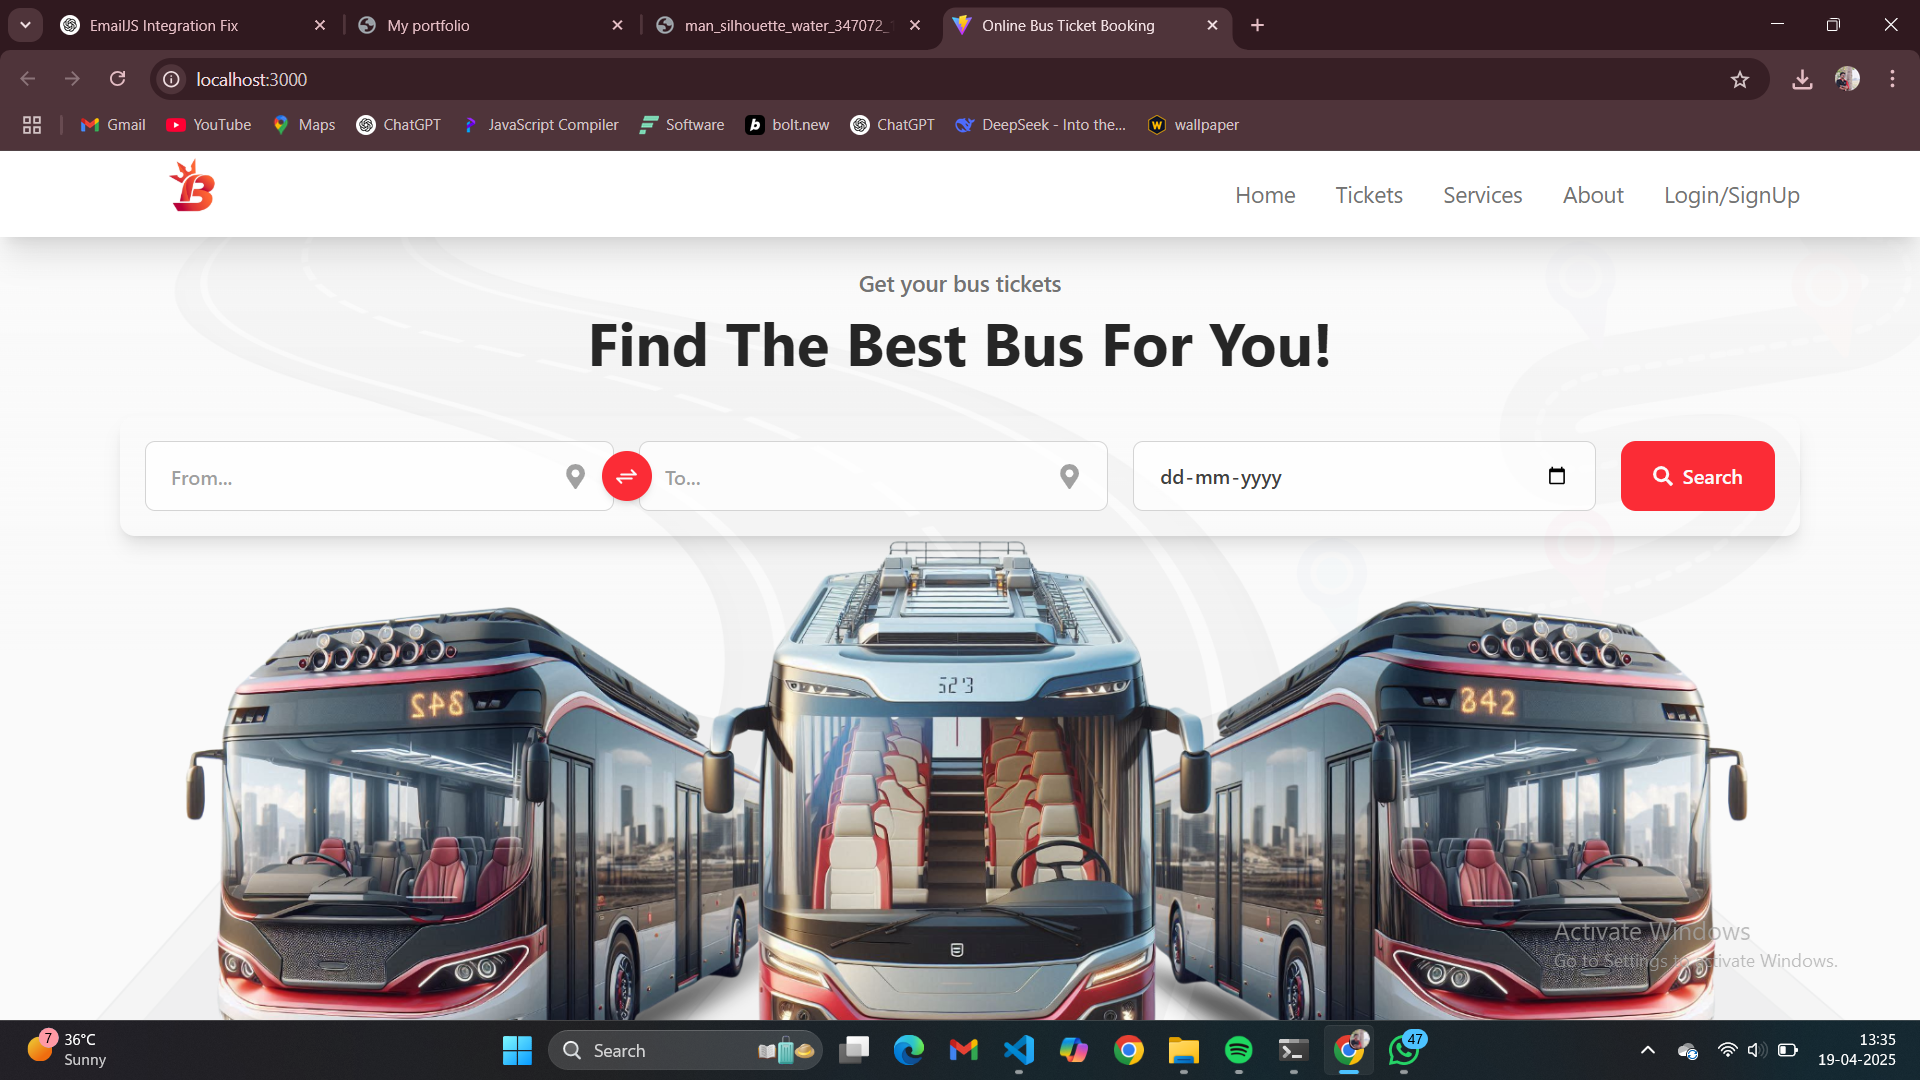 EmailJS Integration Fix
My portfolio
man_silhouette_water_347072_
Online Bus Ticket Booking
localhost:3000
Gmail
YouTube
Maps
ChatGPT
JavaScript Compiler
Software
bolt.new
ChatGPT
DeepSeek - Into the...
wallpaper
B
Home
Tickets
Services
About
Login/SignUp
Get your bus tickets
Find The Best Bus For You!
From...
To...
dd-mm-yyyy
Search
842
842
Activate Windows
Go to Settings to activate Windows.
7
36°C
Sunny
Search
47
13:35
19-04-2025